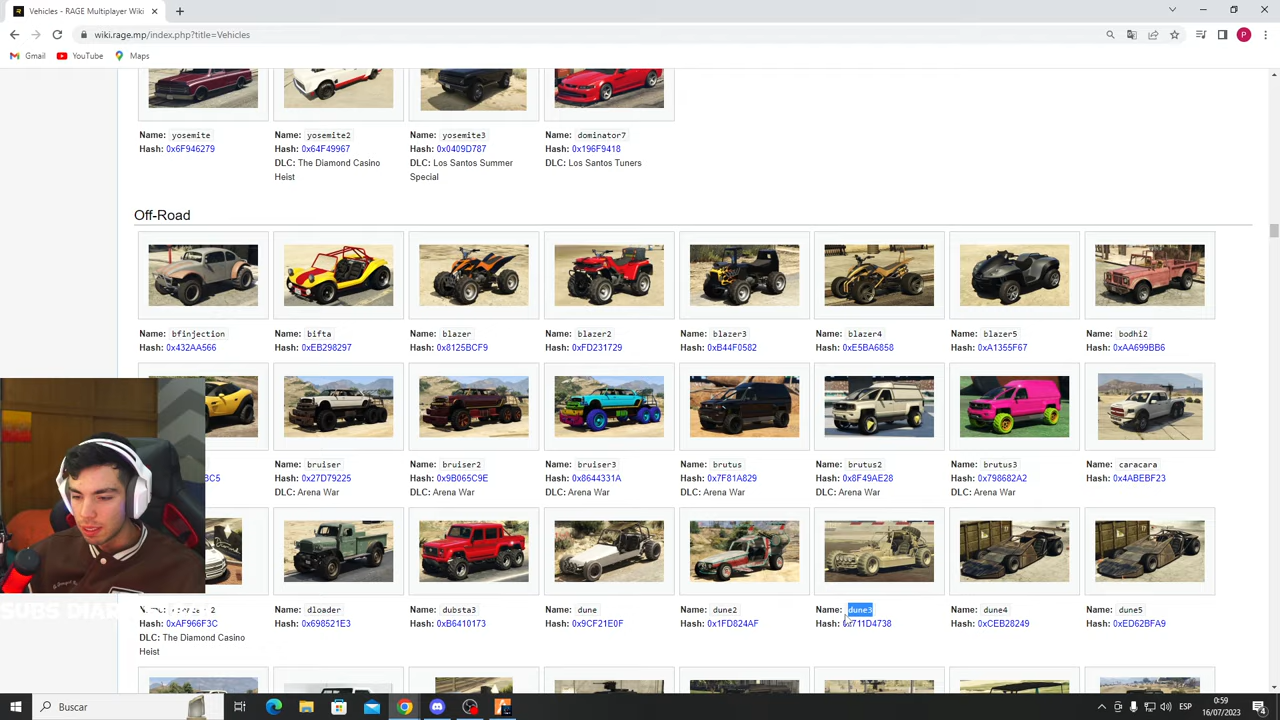 Vehicles - RAGE Multiplayer Wiki
wiki.rage.mp/index.php?title=Vehicles
P
Gmail YouTube Maps
Name: yosemite Name: yosemite2 Name: yosemite3 Name: dominator7
Hash: 0x6F946279 Hash: 0x64F49967 Hash: 0x0409D787 Hash: 0x196F9418
DLC: The Diamond Casino DLC: Los Santos Summer DLC: Los Santos Tuners
Heist Special
Off-Road
Name: bfinjection Name: bifta Name: blazer Name: blazer2 Name: blazer3 Name: blazer4 Name: blazer5 Name: bodhi2
Hash: 0x432AA566 Hash: 0xEB298297 Hash: 0x8125BCF9 Hash: 0xFD231729 Hash: 0xB44F0582 Hash: 0xE5BA6858 Hash: 0xA1355F67 Hash: 0xAA699BB6
Name: bruiser Name: bruiser2 Name: bruiser3 Name: brutus Name: brutus2 Name: brutus3 Name: caracara
BC5 Hash: 0x27D79225 Hash: 0x9B065C9E Hash: 0x8644331A Hash: 0x7F81A829 Hash: 0x8F49AE28 Hash: 0x798682A2 Hash: 0x4ABEBF23
DLC: Arena War DLC: Arena War DLC: Arena War DLC: Arena War DLC: Arena War DLC: Arena War
SUBS DIAR
Name: dloader Name: dubsta3 Name: dune Name: dune2 Name: dune3 Name: dune4 Name: dune5
Hash: 0xAF966F3C Hash: 0x698521E3 Hash: 0xB6410173 Hash: 0x9CF21E0F Hash: 0x1FD824AF Hash: 0x711D4738 Hash: 0xCEB28249 Hash: 0xED62BFA9
DLC: The Diamond Casino
Heist
Buscar
ESP
0:59
16/07/2023
4